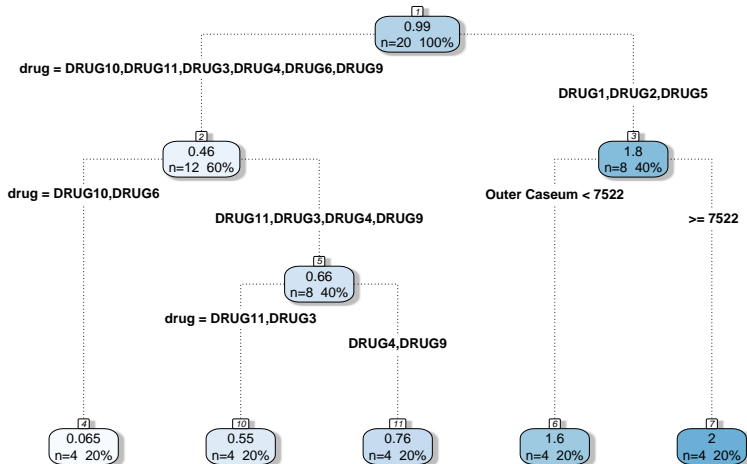 1
0.99
n=20 100%
drug = DRUG10,DRUG11,DRUG3,DRUG4,DRUG6,DRUG9
DRUG1,DRUG2,DRUG5
2
0.46
n=12 60%
3
1.8
n=8 40%
drug = DRUG10,DRUG6
DRUG11,DRUG3,DRUG4,DRUG9
Outer Caseum < 7522
>= 7522
5
0.66
n=8 40%
drug = DRUG11,DRUG3
DRUG4,DRUG9
4
0.065
n=4 20%
10
0.55
n=4 20%
11
0.76
n=4 20%
6
1.6
n=4 20%
7
2
n=4 20%